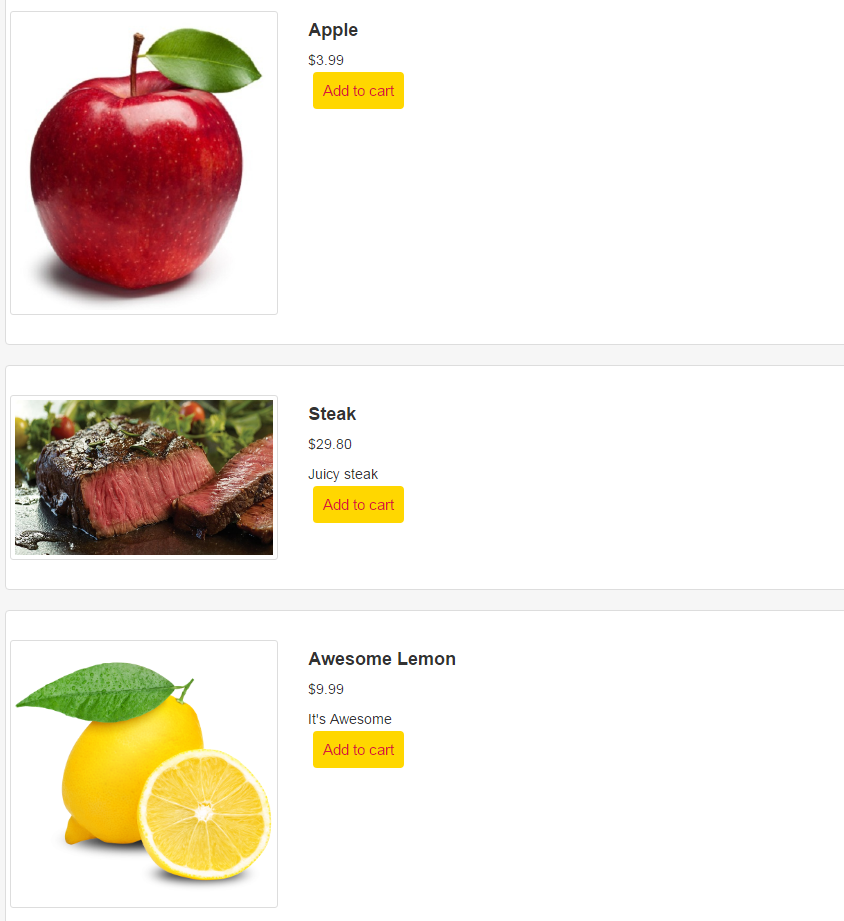 Apple
$3.99
Add to cart
Steak
$29.80
Juicy steak
Add to cart
Awesome Lemon
$9.99
It's Awesome
Add to cart